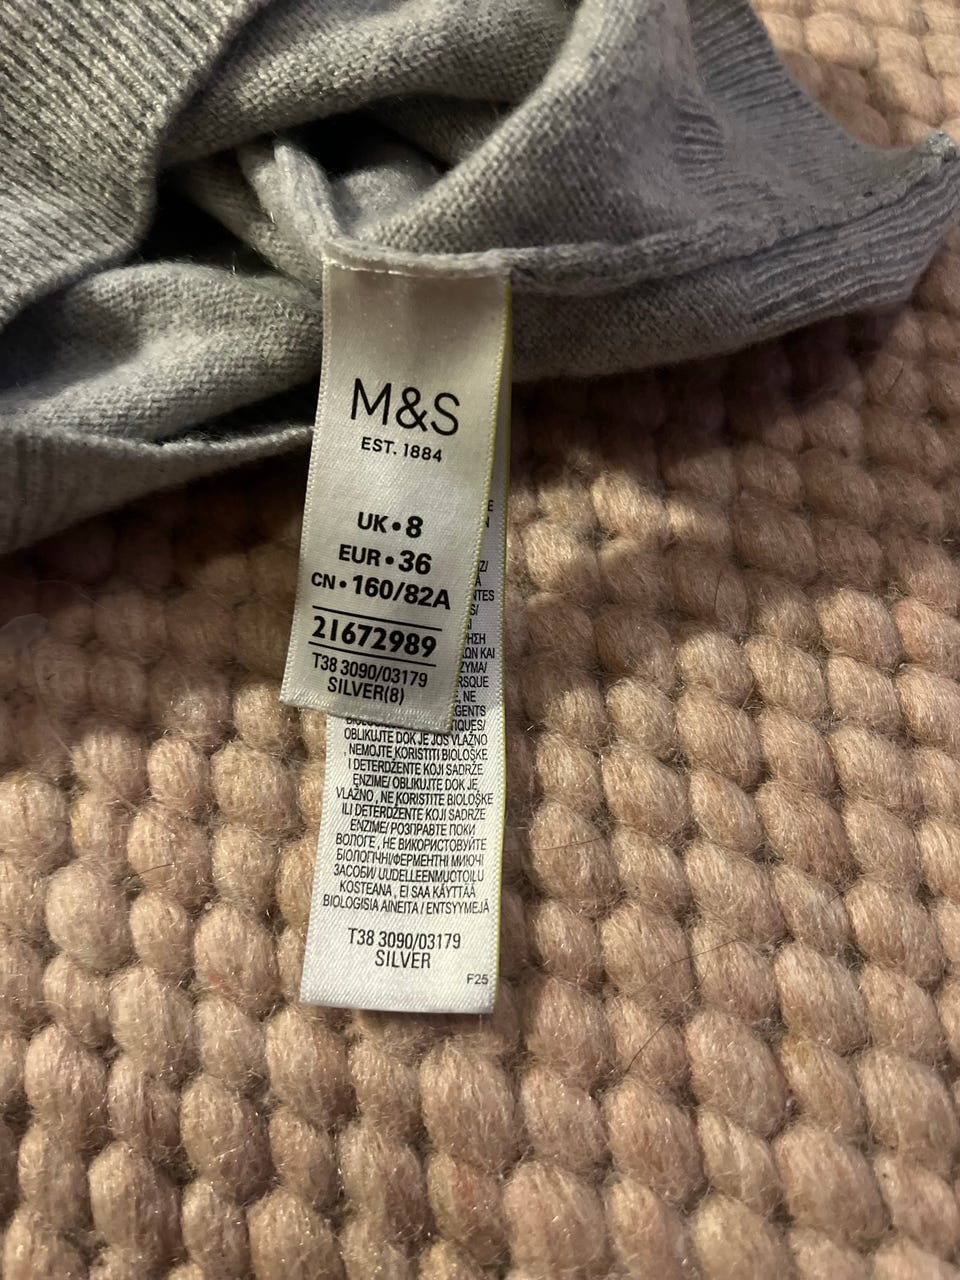 M&S
EST. 1884
UK • 8
EUR • 36
CN • 160/82A
21672989
T38 3090/03179
SILVER(8)
OBLIKUJTE DOK JE JOŠ VLAŽNO
, NEMOJTE KORISTITI BIOLOŠKE
I DETERDŽENTE KOJI SADRŽE
ENZIME/ OBLIKUJTE DOK JE
VLAŽNO , NE KORISTITE BIOLOŠKE
ILI DETERDŽENTE KOJI SADRŽE
ENZIME/ РОЗПРАВТЕ ПОКИ
ВОЛОГЕ , НЕ ВИКОРИСТОВУЙТЕ
БІОЛОГІЧНІ/ФЕРМЕНТНІ МИЮЧІ
ЗАСОБИ/ UUDELLEENMUOTOILU
KOSTEANA , EI SAA KÄYTTÄÄ
BIOLOGISIA AINEITA / ENTSYYMEJÄ
T38 3090/03179
SILVER
F25